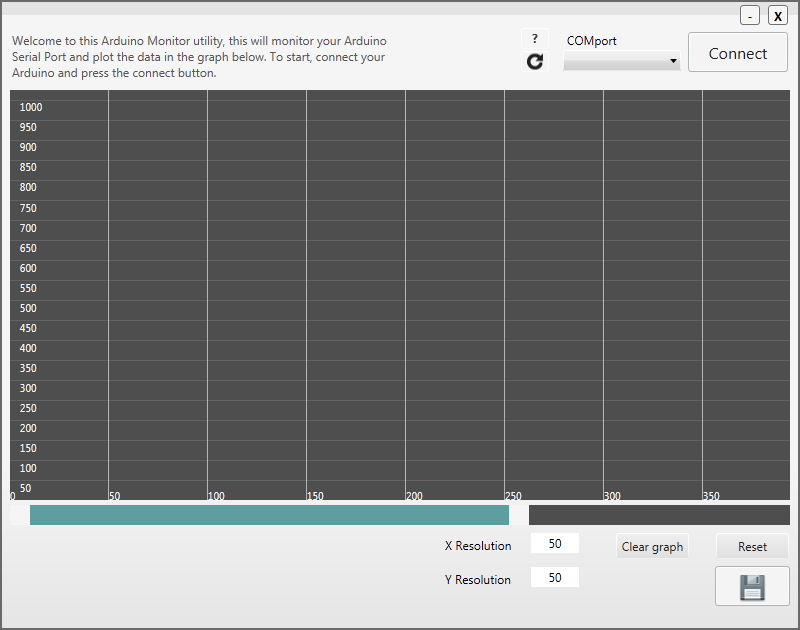 -
X
Welcome to this Arduino Monitor utility, this will monitor your Arduino
Serial Port and plot the data in the graph below. To start, connect your
Arduino and press the connect button.
?
COMport
Connect
1000
950
900
850
800
750
700
650
600
550
500
450
400
350
300
250
200
150
100
50
0 50 100 150 200 250 300 350
X Resolution 50 Clear graph Reset
Y Resolution 50